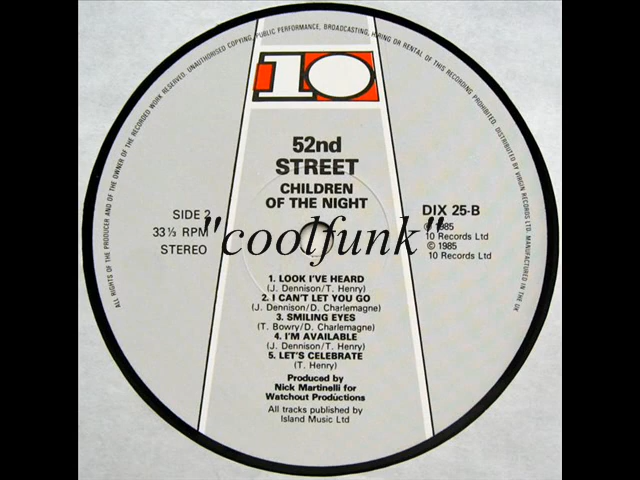 ALL RIGHTS OF THE PRODUCER AND OF THE OWNER OF THE RECORDED WORK RESERVED. UNAUTHORISED COPYING, PUBLIC PERFORMANCE, BROADCASTING, HIRING OR RENTAL OF THIS RECORDING PROHIBITED. DISTRIBUTED BY VIRGIN RECORDS LTD. MANUFACTURED IN THE UK
10
52nd
STREET
CHILDREN
OF THE NIGHT
SIDE 2
33⅓ RPM
STEREO
DIX 25-B
℗ 1985
10 Records Ltd
© 1985
10 Records Ltd
"coolfunk"
1. LOOK I'VE HEARD
(J. Dennison/T. Henry)
2. I CAN'T LET YOU GO
(J. Dennison/D. Charlemagne)
3. SMILING EYES
(T. Bowry/D. Charlemagne)
4. I'M AVAILABLE
(J. Dennison/T. Henry)
5. LET'S CELEBRATE
(T. Henry)
Produced by
Nick Martinelli for
Watchout Productions
All tracks published by
Island Music Ltd